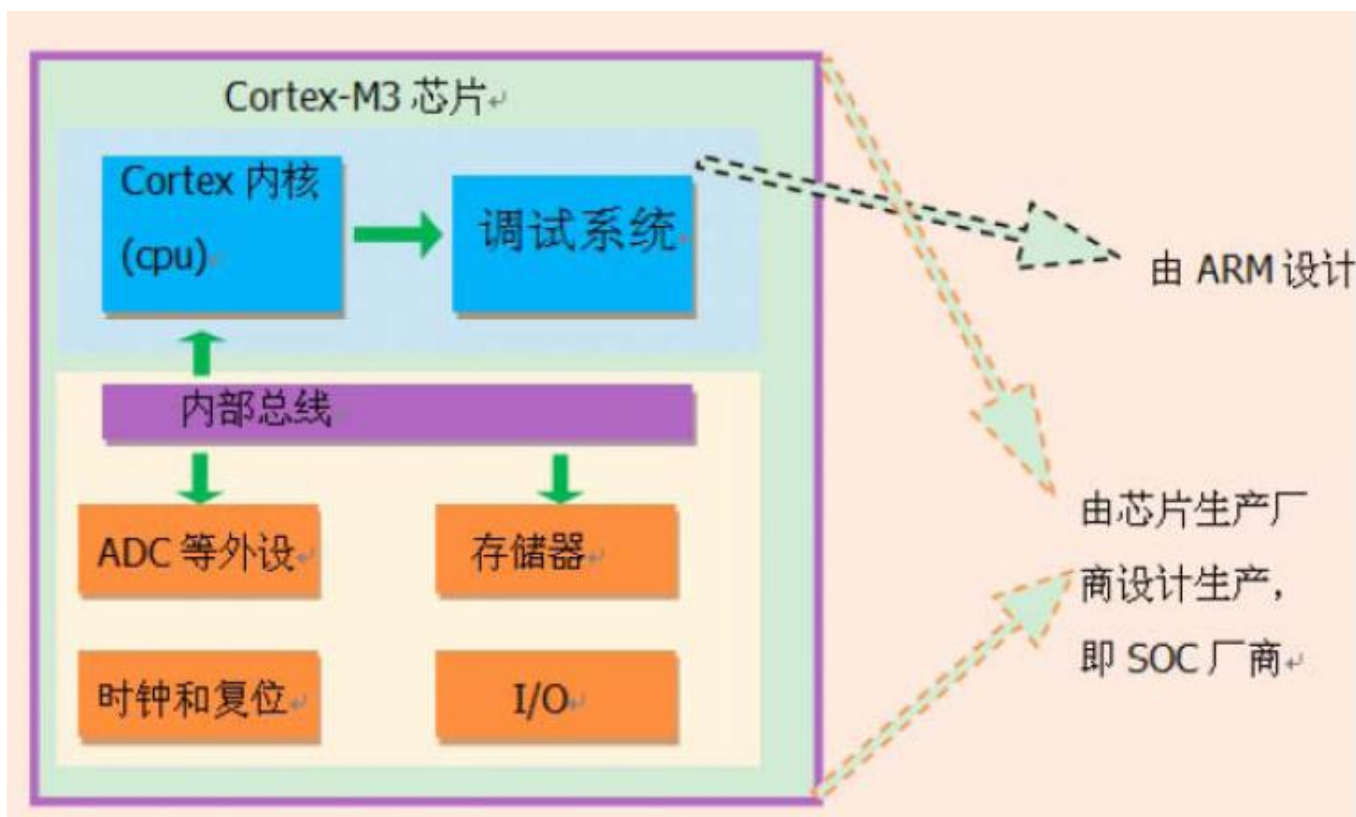 Cortex-M3 芯片
Cortex 内核
(cpu)
调试系统
由 ARM 设计
内部总线
ADC 等外设
存储器
由芯片生产厂
商设计生产，
即 SOC 厂商
时钟和复位
I/O